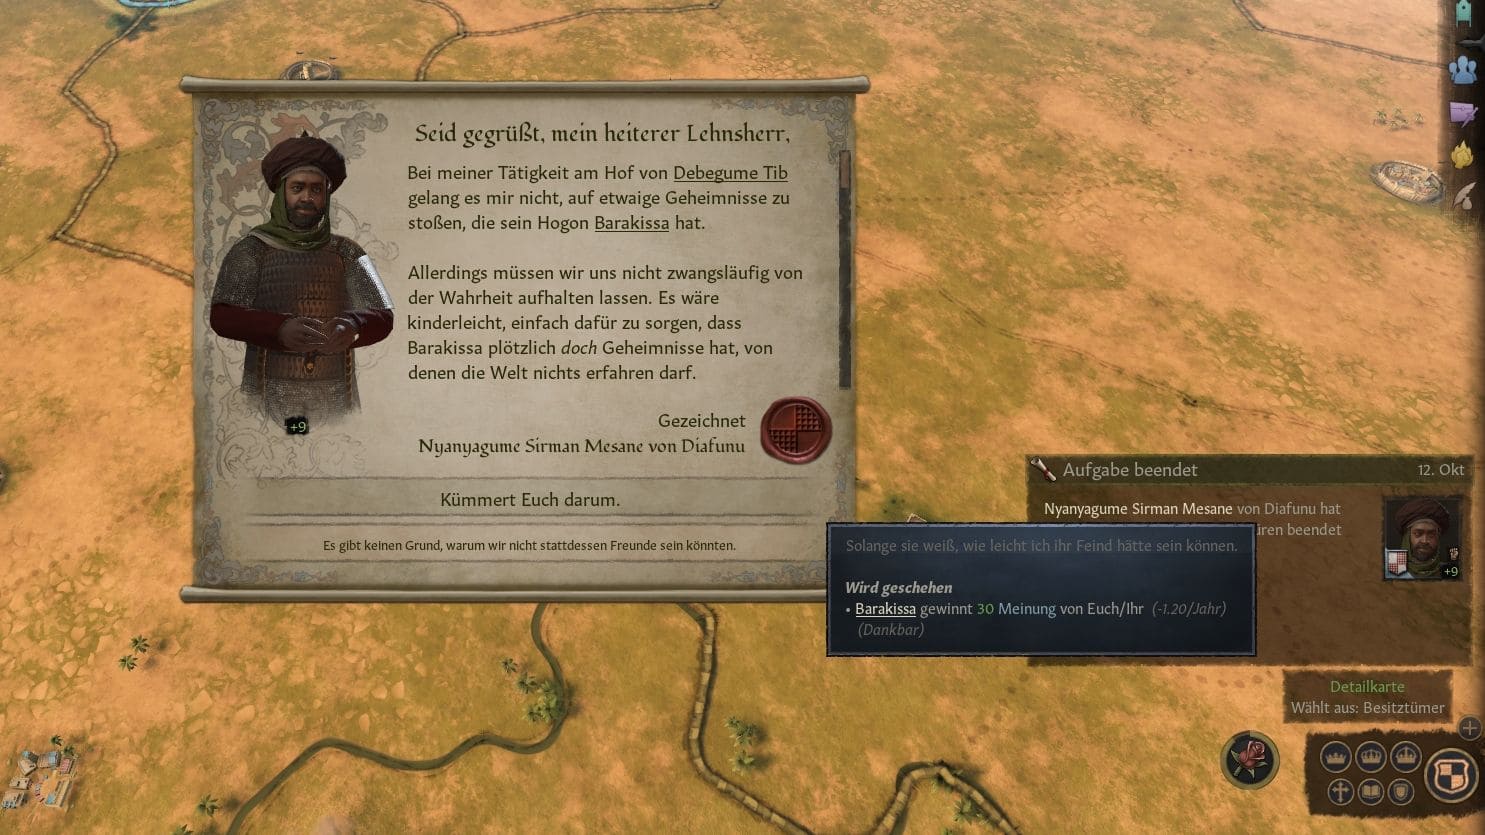 Seid gegrüßt, mein heiterer Lehnsherr,
Bei meiner Tätigkeit am Hof von Debegume Tib
gelang es mir nicht, auf etwaige Geheimnisse zu
stoßen, die sein Hogon Barakissa hat.
Allerdings müssen wir uns nicht zwangsläufig von
der Wahrheit aufhalten lassen. Es wäre
kinderleicht, einfach dafür zu sorgen, dass
Barakissa plötzlich doch Geheimnisse hat, von
denen die Welt nichts erfahren darf.
+9
Gezeichnet
Nyanyagume Sirman Mesane von Diafunu
Kümmert Euch darum.
Es gibt keinen Grund, warum wir nicht stattdessen Freunde sein könnten.
Aufgabe beendet
12. Okt
Nyanyagume Sirman Mesane von Diafunu hat
uren beendet
+9
Solange sie weiß, wie leicht ich ihr Feind hätte sein können.
Wird geschehen
• Barakissa gewinnt 30 Meinung von Euch/Ihr (-1.20/Jahr)
(Dankbar)
Detailkarte
Wählt aus: Besitztümer